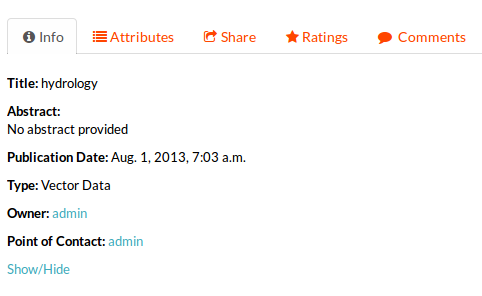 Info Attributes Share Ratings Comments
Title: hydrology
Abstract:
No abstract provided
Publication Date: Aug. 1, 2013, 7:03 a.m.
Type: Vector Data
Owner: admin
Point of Contact: admin
Show/Hide